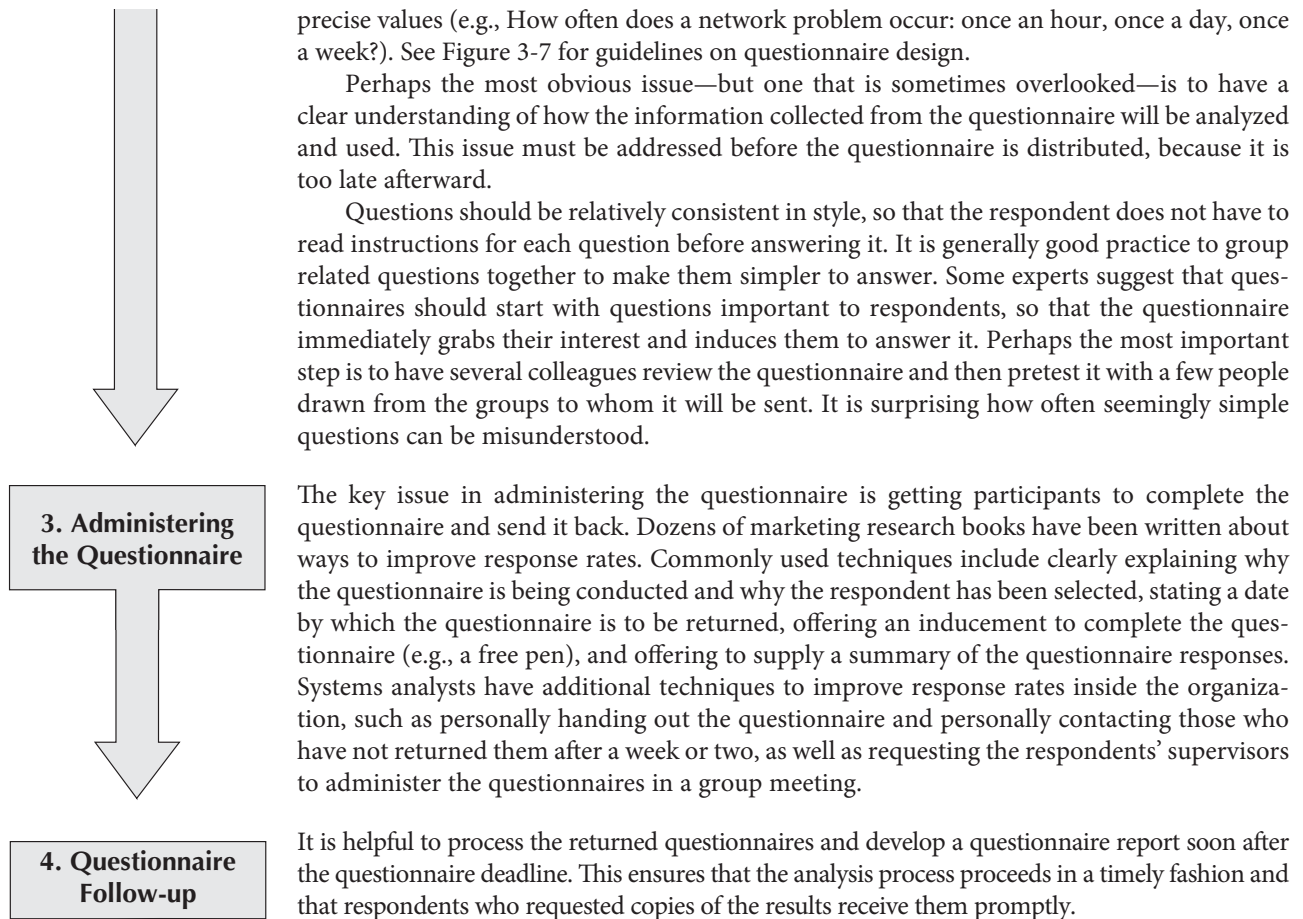 precise values (e.g., How often does a network problem occur: once an hour, once a day, once
a week?). See Figure 3-7 for guidelines on questionnaire design.
Perhaps the most obvious issue—but one that is sometimes overlooked—is to have a
clear understanding of how the information collected from the questionnaire will be analyzed
and used. This issue must be addressed before the questionnaire is distributed, because it is
too late afterward.
Questions should be relatively consistent in style, so that the respondent does not have to
read instructions for each question before answering it. It is generally good practice to group
related questions together to make them simpler to answer. Some experts suggest that ques-
tionnaires should start with questions important to respondents, so that the questionnaire
immediately grabs their interest and induces them to answer it. Perhaps the most important
step is to have several colleagues review the questionnaire and then pretest it with a few people
drawn from the groups to whom it will be sent. It is surprising how often seemingly simple
questions can be misunderstood.
3. Administering
the Questionnaire
The key issue in administering the questionnaire is getting participants to complete the
questionnaire and send it back. Dozens of marketing research books have been written about
ways to improve response rates. Commonly used techniques include clearly explaining why
the questionnaire is being conducted and why the respondent has been selected, stating a date
by which the questionnaire is to be returned, offering an inducement to complete the ques-
tionnaire (e.g., a free pen), and offering to supply a summary of the questionnaire responses.
Systems analysts have additional techniques to improve response rates inside the organiza-
tion, such as personally handing out the questionnaire and personally contacting those who
have not returned them after a week or two, as well as requesting the respondents’ supervisors
to administer the questionnaires in a group meeting.
4. Questionnaire
Follow-up
It is helpful to process the returned questionnaires and develop a questionnaire report soon after
the questionnaire deadline. This ensures that the analysis process proceeds in a timely fashion and
that respondents who requested copies of the results receive them promptly.